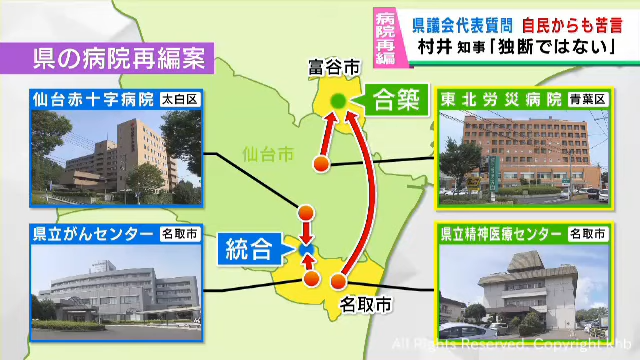 県の病院再編案
病院再編
県議会代表質問 自民からも苦言
村井 知事「独断ではない」
仙台赤十字病院 太白区
県立がんセンター 名取市
富谷市
合築
仙台市
統合
名取市
東北労災病院 青葉区
県立精神医療センター 名取市
All Rights Reserved. Copyright khb